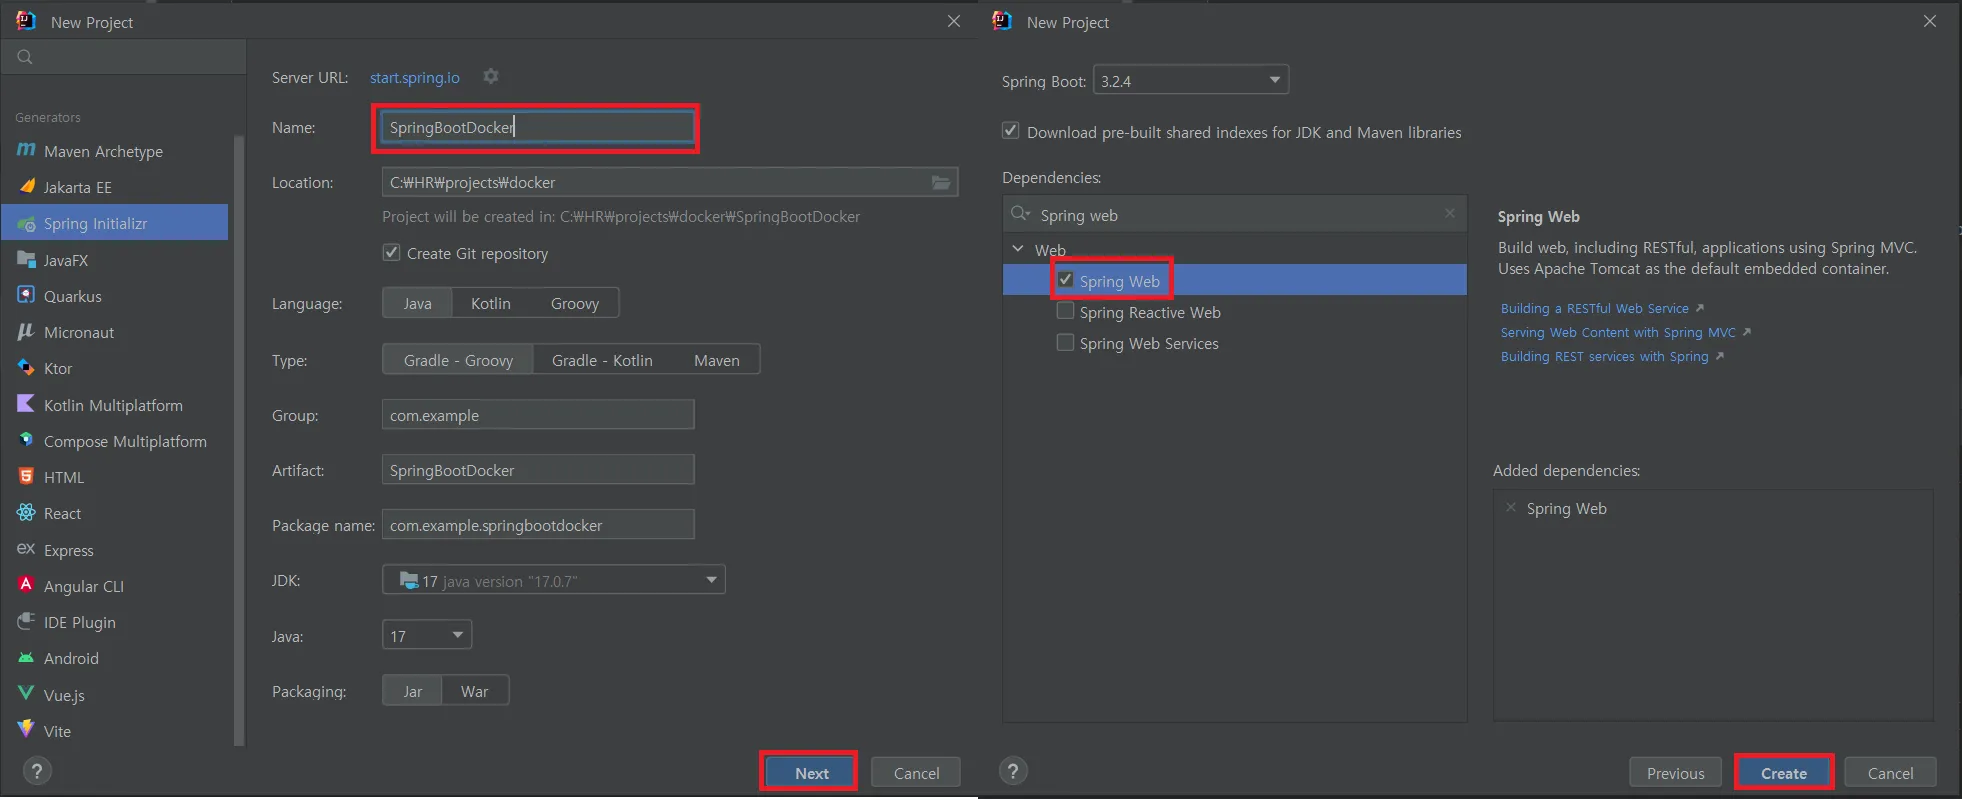 New Project
Server URL: start.spring.io
Generators
Name: SpringBootDocker
Maven Archetype
Jakarta EE
Location: C:₩HR₩projects₩docker
Project will be created in: C:₩HR₩projects₩docker₩SpringBootDocker
Spring Initializr
Create Git repository
JavaFX
Quarkus
Language: Java Kotlin Groovy
Micronaut
Type: Gradle - Groovy Gradle - Kotlin Maven
Ktor
Kotlin Multiplatform
Group: com.example
Compose Multiplatform
Artifact: SpringBootDocker
HTML
React
Package name: com.example.springbootdocker
Express
JDK: 17 java version "17.0.7"
Angular CLI
IDE Plugin
Java: 17
Android
Packaging: Jar War
Vue.js
Vite
? Next Cancel
New Project
Spring Boot: 3.2.4
Download pre-built shared indexes for JDK and Maven libraries
Dependencies:
Spring web
Web
Spring Web
Spring Reactive Web
Spring Web Services
Spring Web
Build web, including RESTful, applications using Spring MVC.
Uses Apache Tomcat as the default embedded container.
Building a RESTful Web Service
Serving Web Content with Spring MVC
Building REST services with Spring
Added dependencies:
Spring Web
? Previous Create Cancel